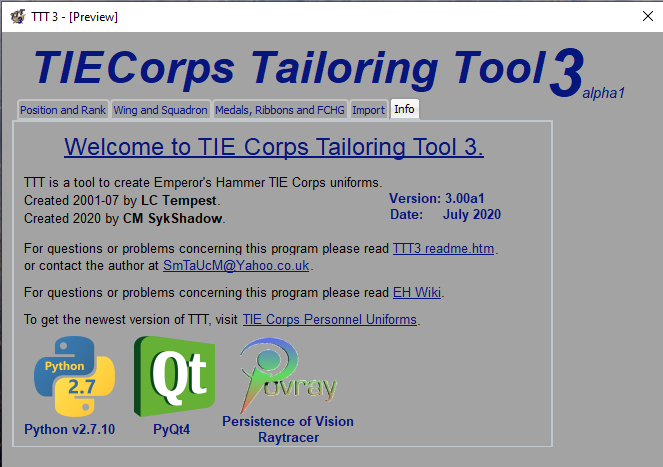 TTT 3 - [Preview]
TIECorps Tailoring Tool 3 alpha1
Position and Rank Wing and Squadron Medals, Ribbons and FCHG Import Info
Welcome to TIE Corps Tailoring Tool 3.
TTT is a tool to create Emperor's Hammer TIE Corps uniforms.
Created 2001-07 by LC Tempest.
Created 2020 by CM SykShadow.
Version: 3.00a1
Date: July 2020
For questions or problems concerning this program please read TTT3 readme.htm.
or contact the author at SmTaUcM@Yahoo.co.uk.
For questions or problems concerning this program please read EH Wiki.
To get the newest version of TTT, visit TIE Corps Personnel Uniforms.
Python
2.7
Qt
Povray
Python v2.7.10
PyQt4
Persistence of Vision
Raytracer